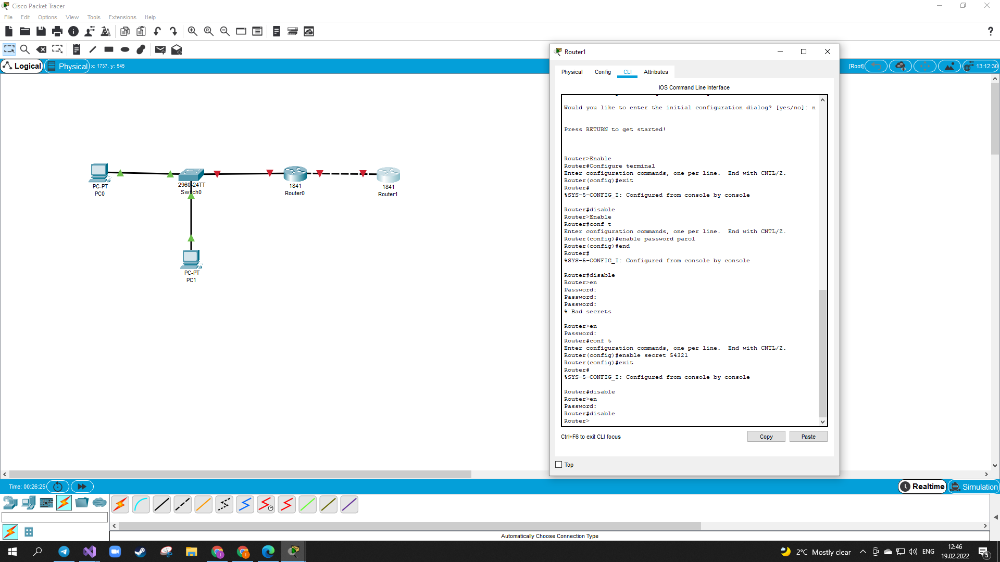 Cisco Packet Tracer
File Edit Options View Tools Extensions Help
?
Logical
Physical
x: 1737, y: 545
[Root]
13:12:30
PC-PT
PC0
2960-24TT
Switch0
1841
Router0
1841
Router1
PC-PT
PC1
Router1
Physical Config CLI Attributes
IOS Command Line Interface
Would you like to enter the initial configuration dialog? [yes/no]: n
Press RETURN to get started!
Router>Enable
Router#Configure terminal
Enter configuration commands, one per line.  End with CNTL/Z.
Router(config)#exit
Router#
%SYS-5-CONFIG_I: Configured from console by console
Router#disable
Router>Enable
Router#conf t
Enter configuration commands, one per line.  End with CNTL/Z.
Router(config)#enable password parol
Router(config)#end
Router#
%SYS-5-CONFIG_I: Configured from console by console
Router#disable
Router>en
Password:
Password:
Password:
% Bad secrets
Router>en
Password:
Router#conf t
Enter configuration commands, one per line.  End with CNTL/Z.
Router(config)#enable secret 54321
Router(config)#exit
Router#
%SYS-5-CONFIG_I: Configured from console by console
Router#disable
Router>en
Password:
Router#disable
Router>
Ctrl+F6 to exit CLI focus
Copy
Paste
Top
Time: 00:26:25
Realtime
Simulation
Automatically Choose Connection Type
2°C Mostly clear
ENG
12:46
19.02.2022
5